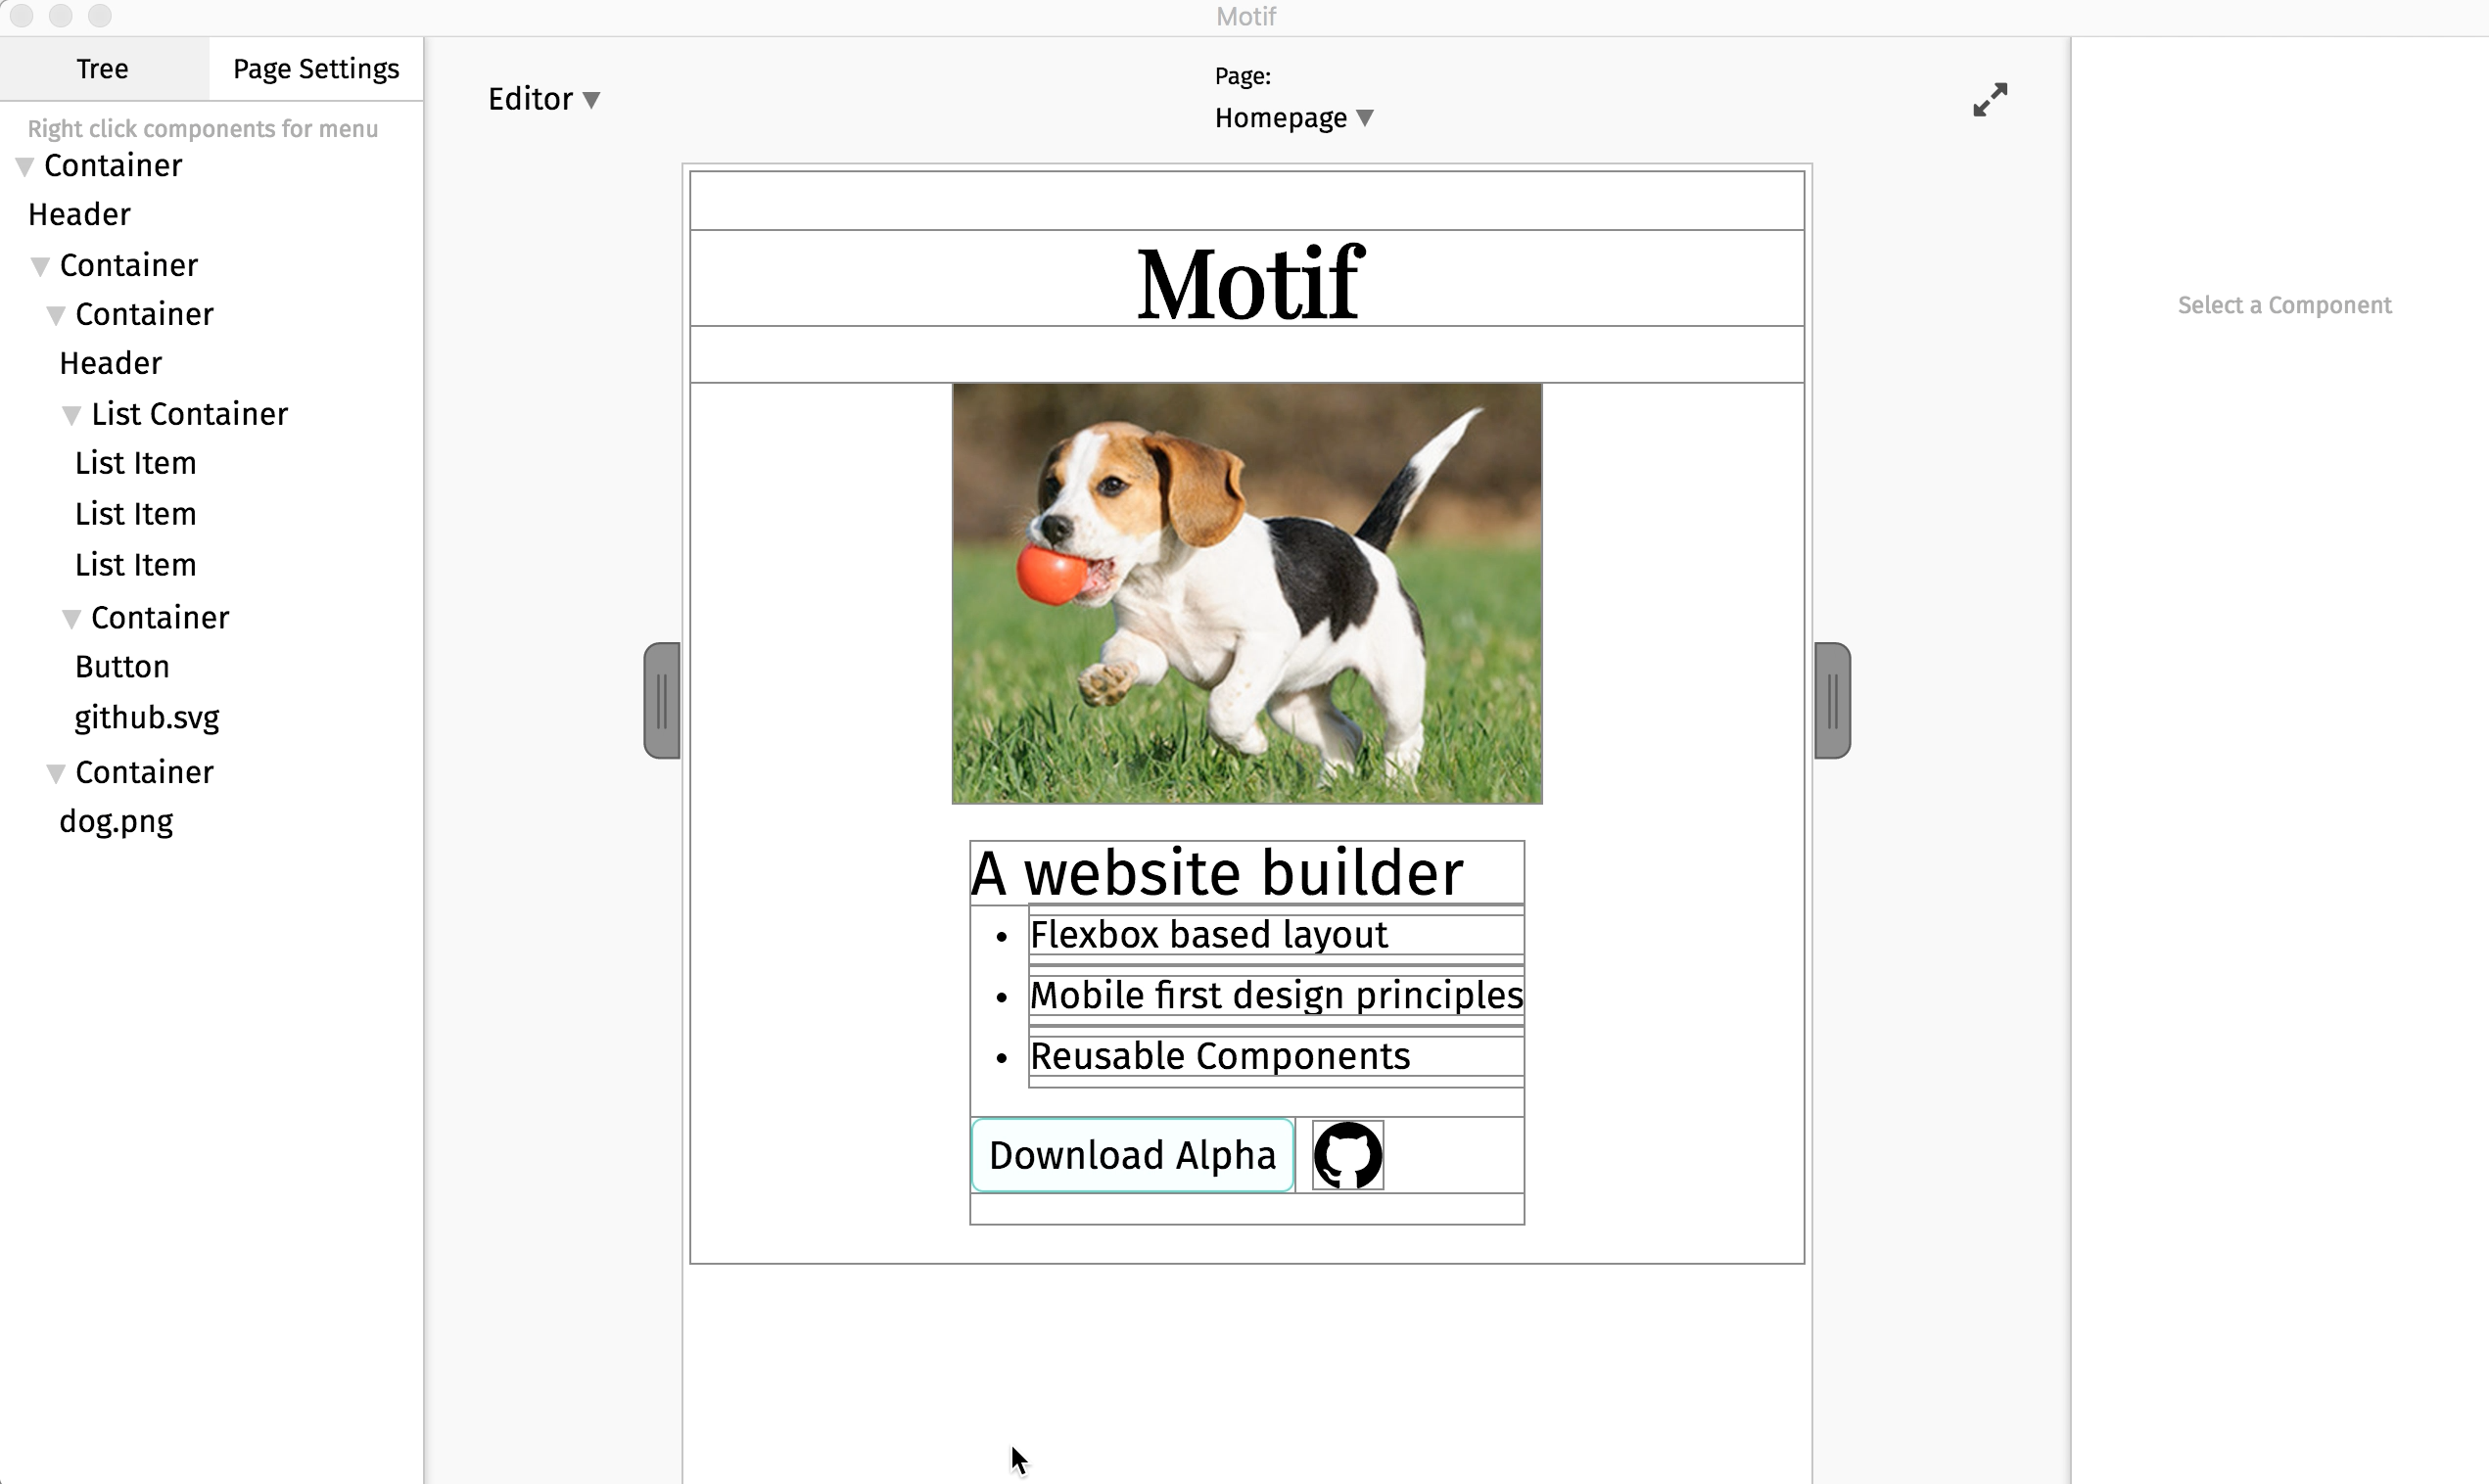 Motif
Tree
Page Settings
Right click components for menu
Container
Header
Container
Container
Header
List Container
List Item
List Item
List Item
Container
Button
github.svg
Container
dog.png
Editor
Page:
Homepage
Motif
A website builder
• Flexbox based layout
• Mobile first design principles
• Reusable Components
Download Alpha
Select a Component